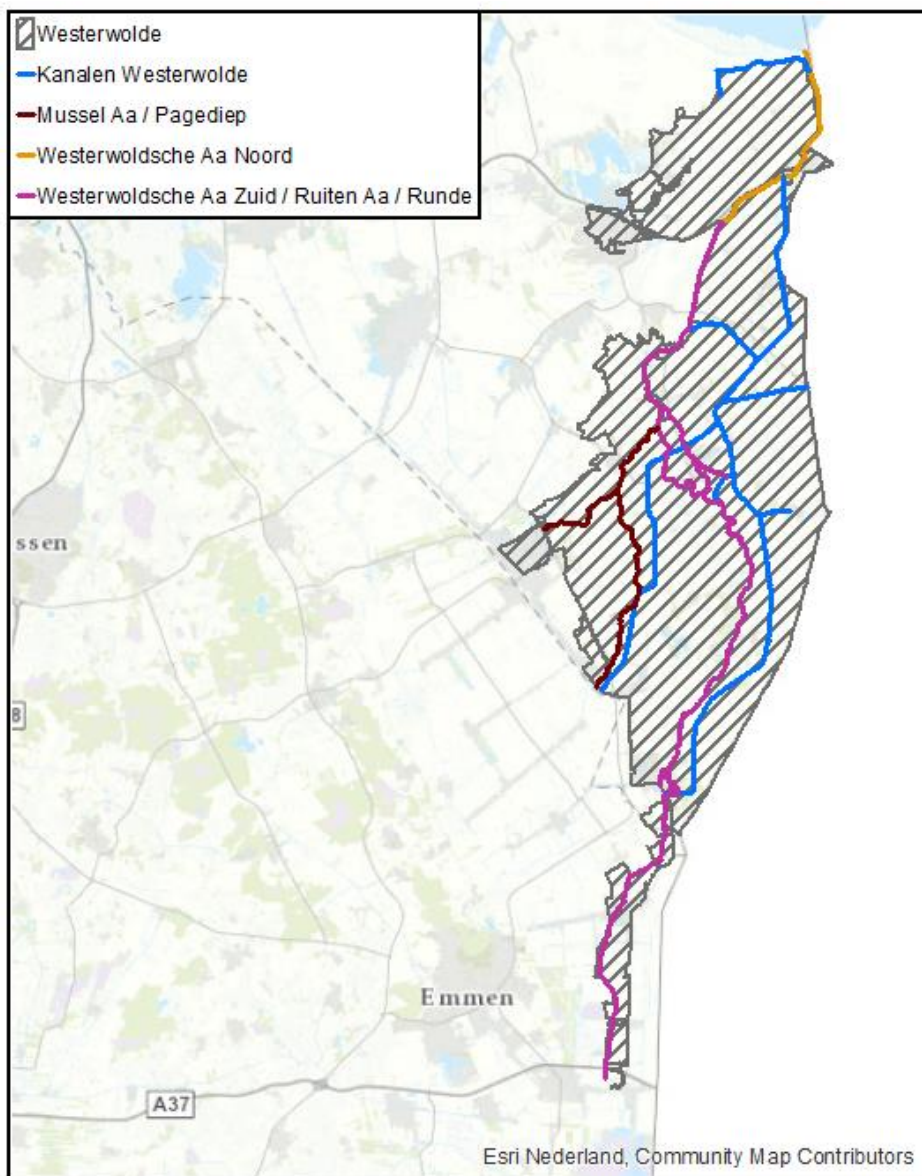 Westerwolde
Kanalen Westerwolde
Mussel Aa / Pagediep
Westerwoldsche Aa Noord
Westerwoldsche Aa Zuid / Ruiten Aa / Runde
ssen
8
Emmen
A37
Esri Nederland, Community Map Contributors